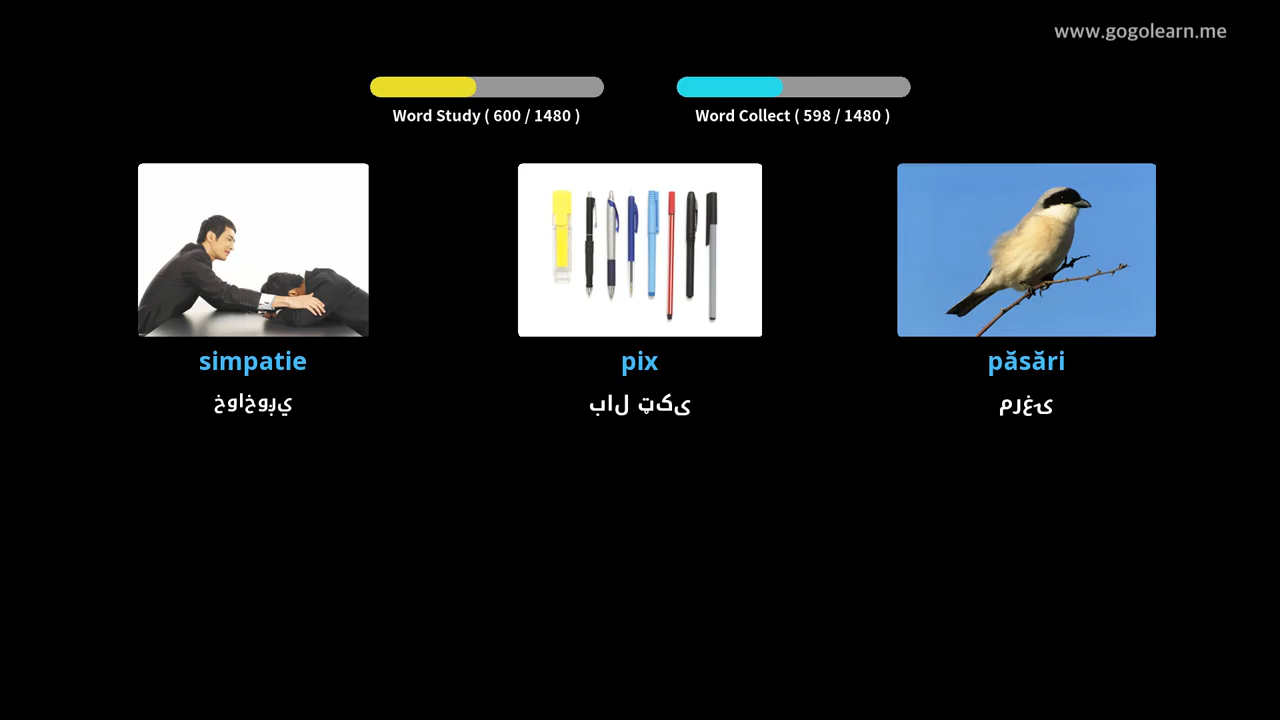 www.gogolearn.me
Word Study ( 600 / 1480 )
Word Collect ( 598 / 1480 )
simpatie
pix
păsări
خواخوږي
بال ټکی
مرغۍ